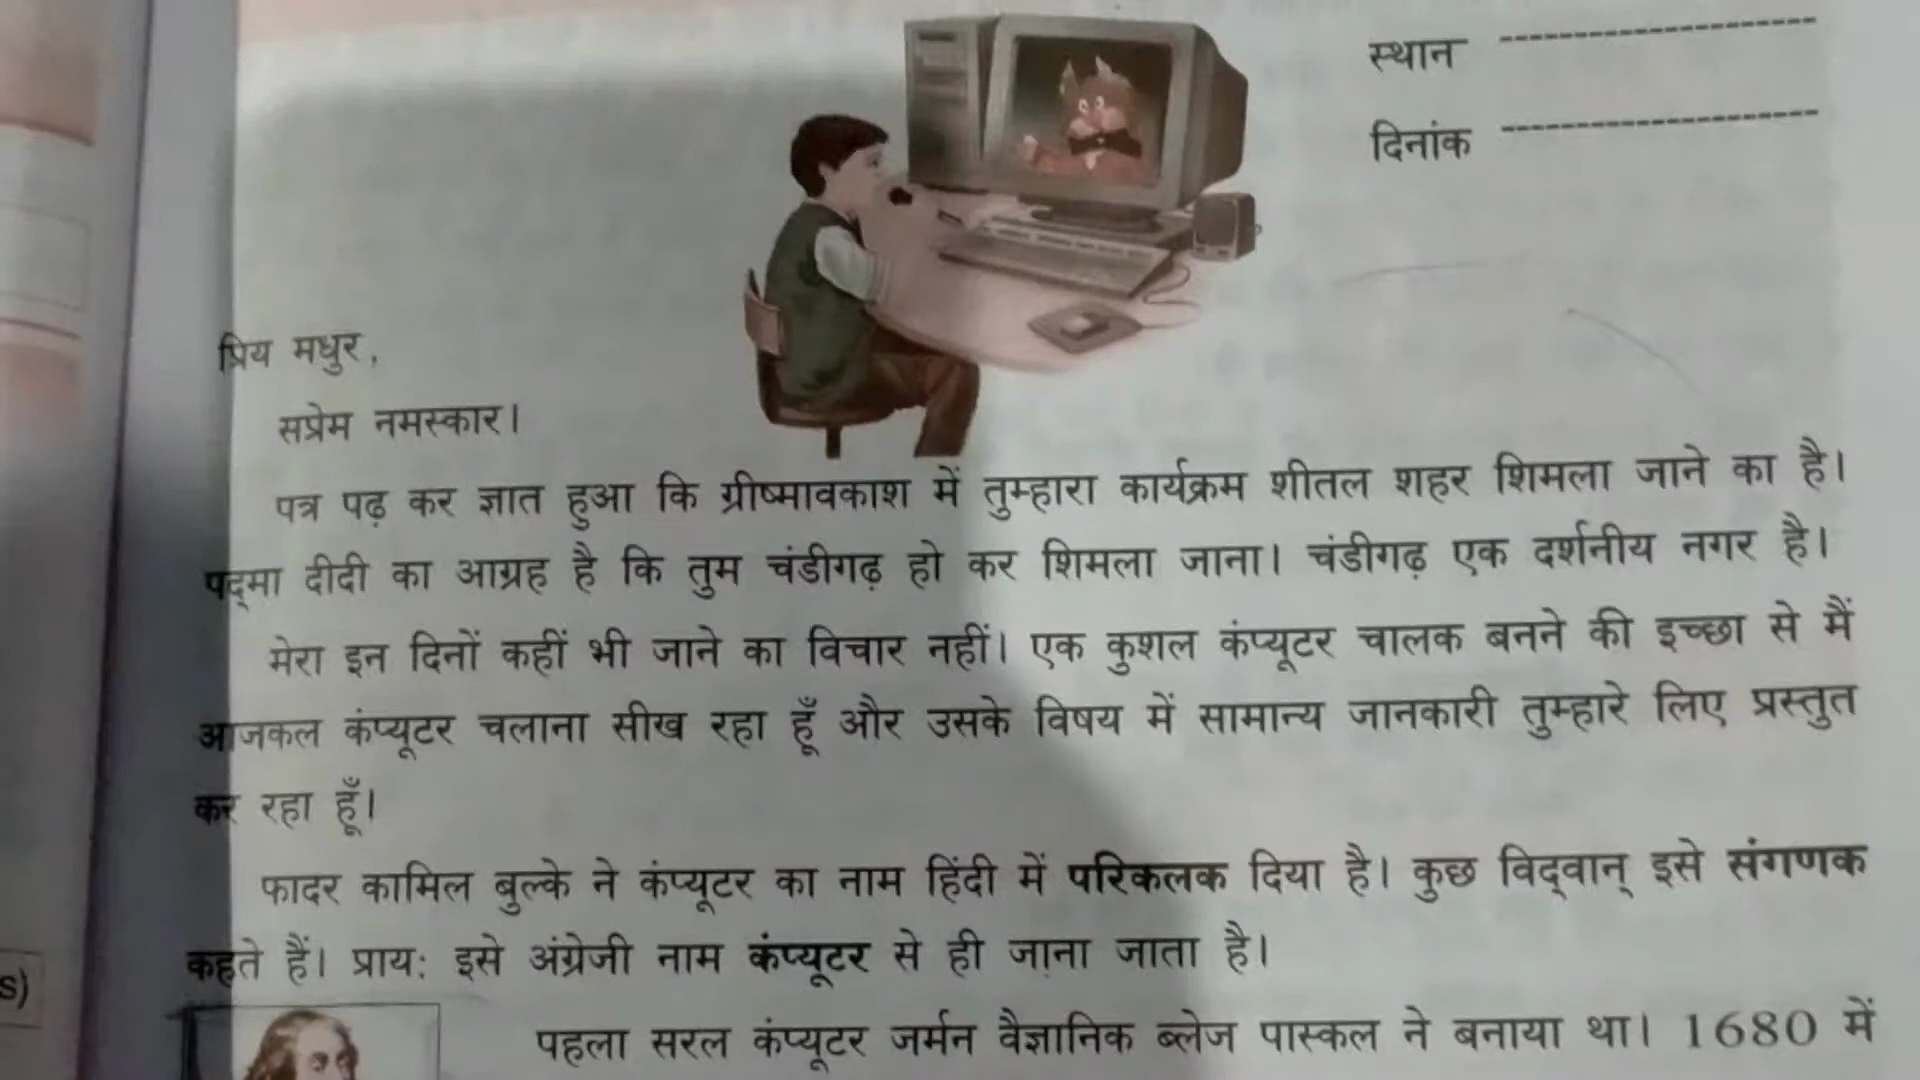 स्थान
दिनांक
प्रिय मधुर,
सप्रेम नमस्कार।
पत्र पढ़ कर ज्ञात हुआ कि ग्रीष्मावकाश में तुम्हारा कार्यक्रम शीतल शहर शिमला जाने का है।
पद्‌मा दीदी का आग्रह है कि तुम चंडीगढ़ हो कर शिमला जाना। चंडीगढ़ एक दर्शनीय नगर है।
मेरा इन दिनों कहीं भी जाने का विचार नहीं। एक कुशल कंप्यूटर चालक बनने की इच्छा से मैं
आजकल कंप्यूटर चलाना सीख रहा हूँ और उसके विषय में सामान्य जानकारी तुम्हारे लिए प्रस्तुत
कर रहा हूँ।
फादर कामिल बुल्के ने कंप्यूटर का नाम हिंदी में परिकलक दिया है। कुछ विद्‌वान् इसे संगणक
कहते हैं। प्राय: इसे अंग्रेजी नाम कंप्यूटर से ही जाना जाता है।
s)
पहला सरल कंप्यूटर जर्मन वैज्ञानिक ब्लेज पास्कल ने बनाया था। 1680 में